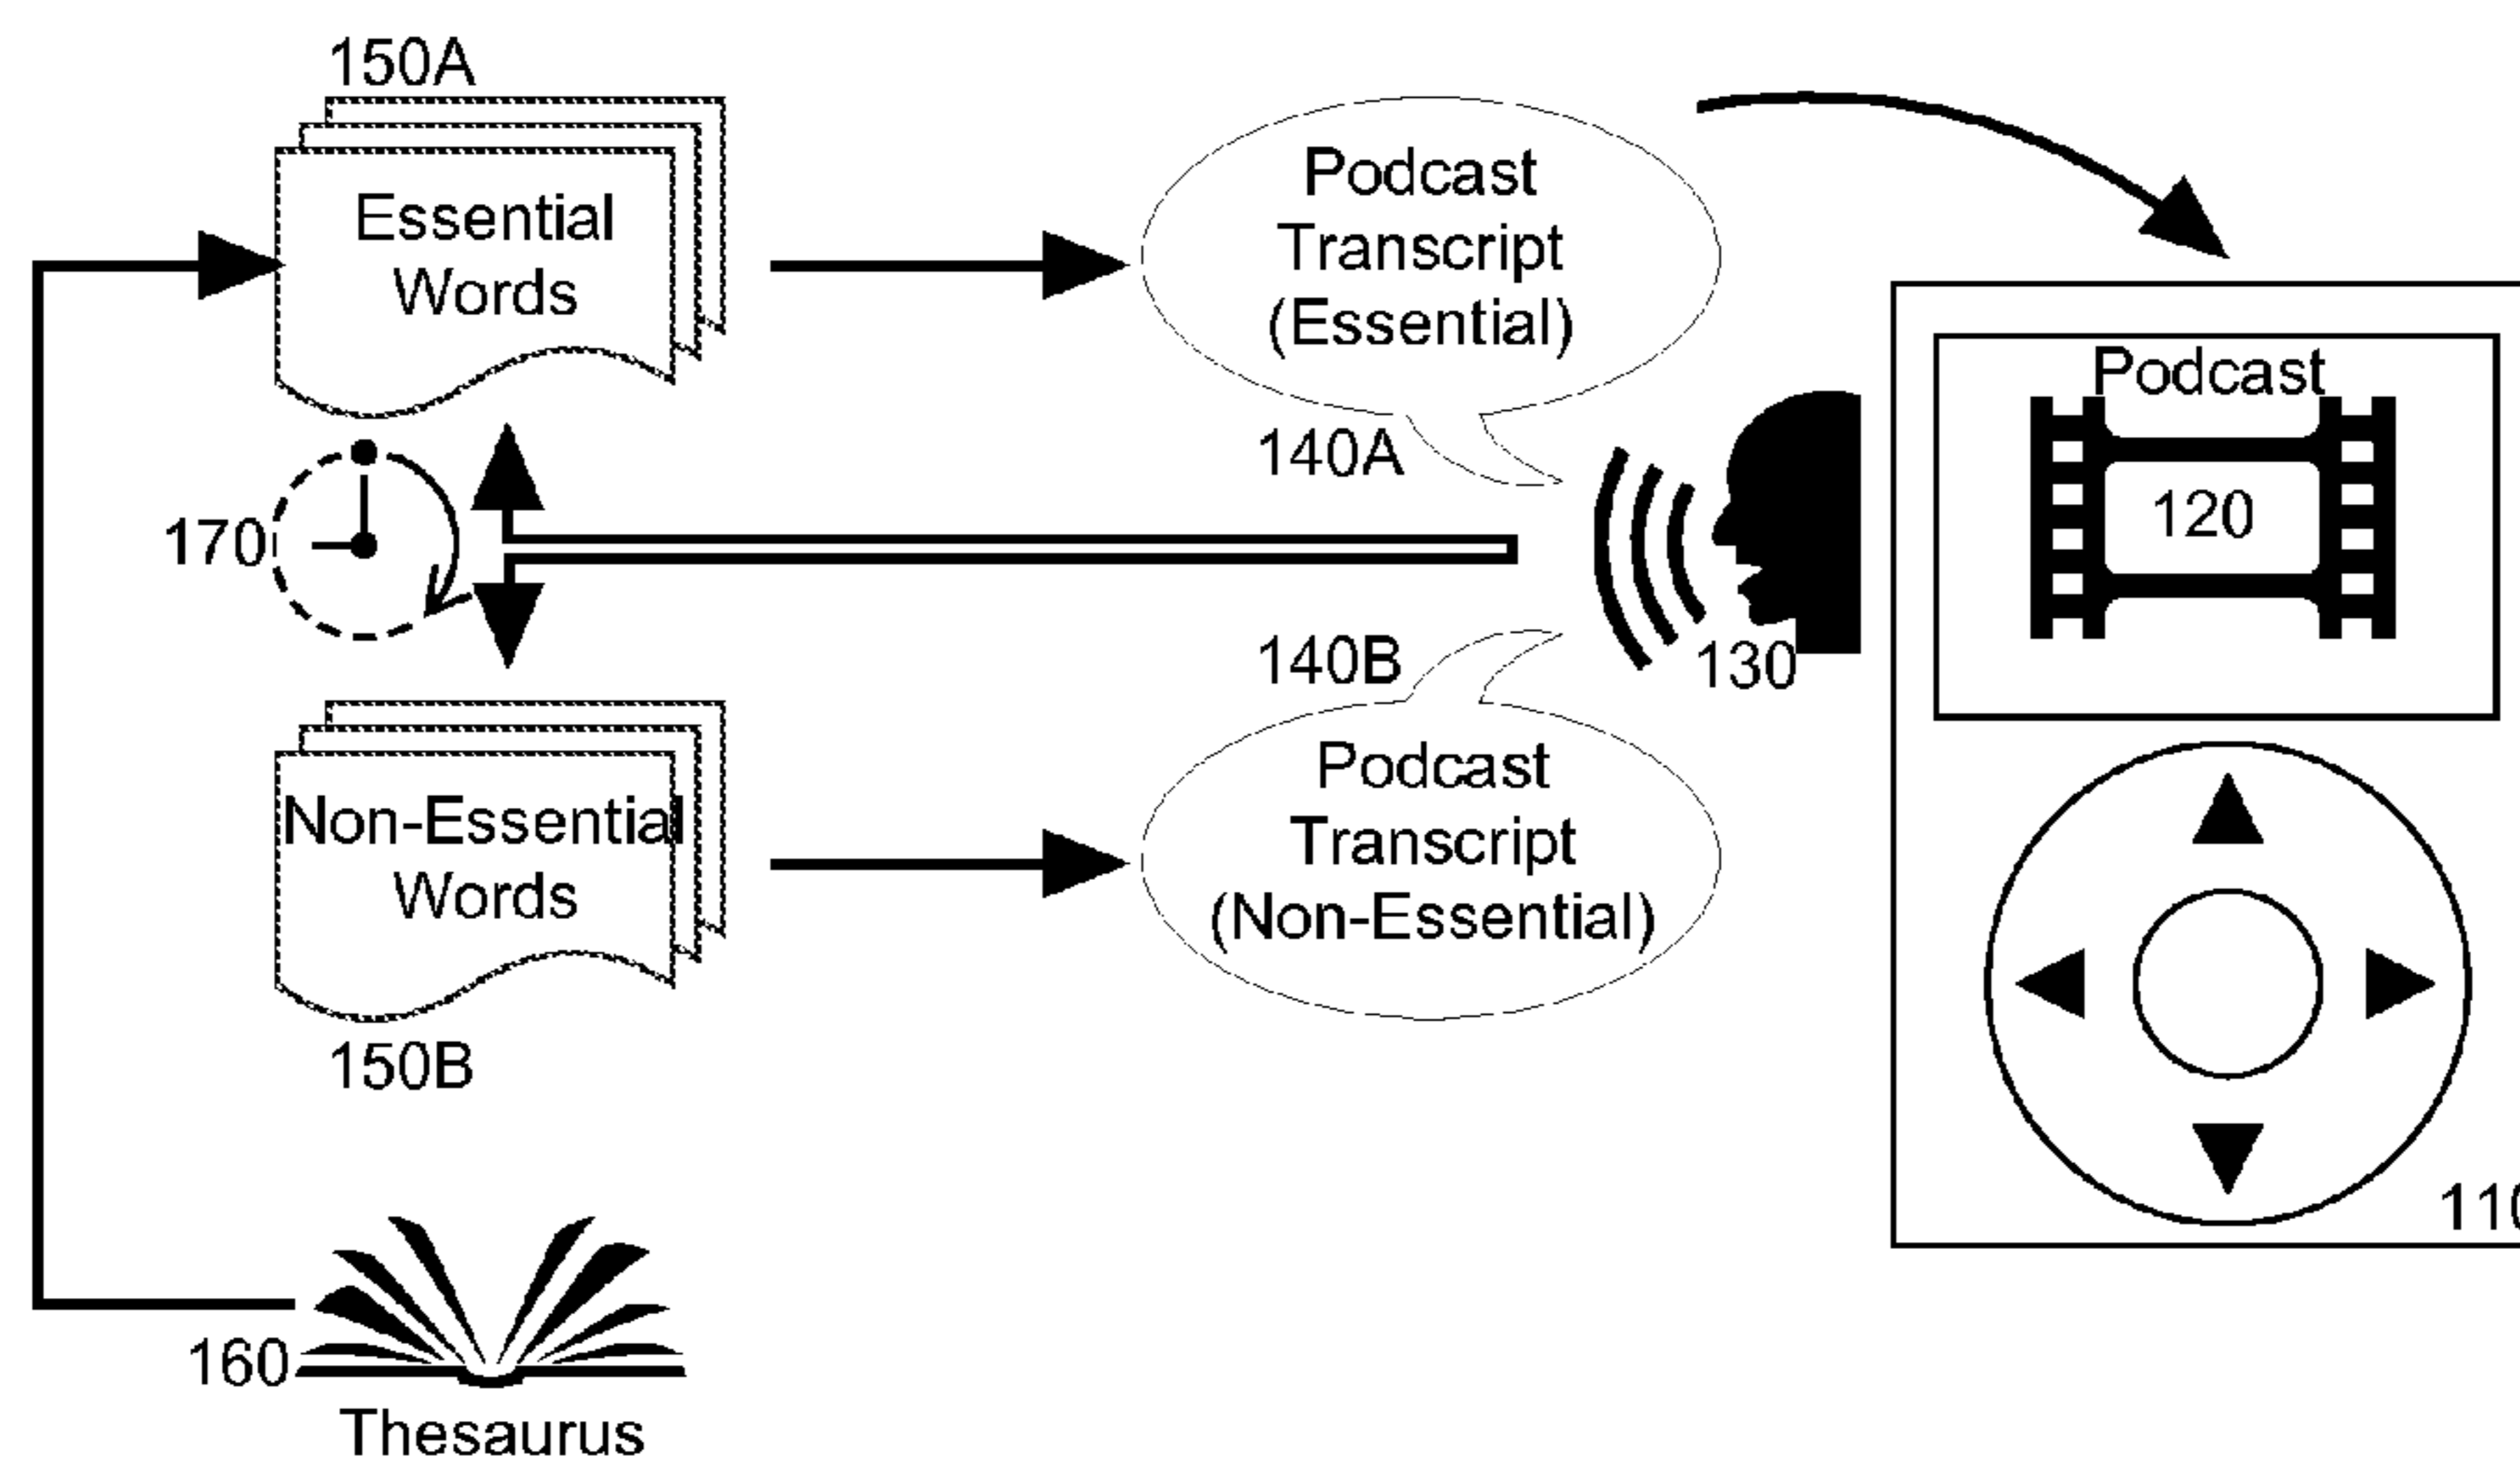 150A
Essential
Words
Podcast
Transcript
(Essential)
Podcast
120
140A
170
140B
130
Non-Essential
Words
Podcast
Transcript
(Non-Essential)
150B
110
160
Thesaurus